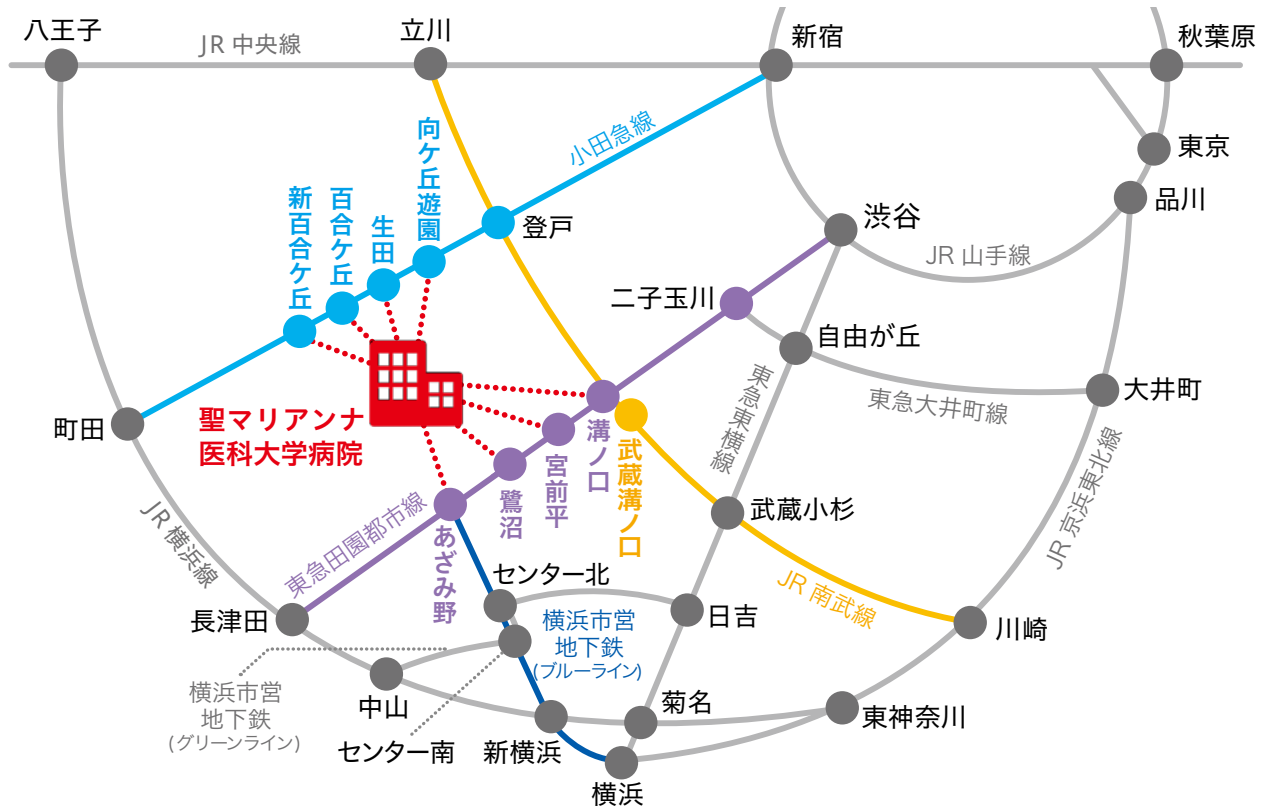 八王子
JR 中央線
立川
新宿
秋葉原
向ケ丘遊園
小田急線
東京
新百合ケ丘
百合ケ丘
生田
登戸
渋谷
品川
JR 山手線
二子玉川
自由が丘
町田
聖マリアンナ
医科大学病院
溝ノ口
武蔵溝ノ口
東急東横線
東急大井町線
大井町
宮前平
鷺沼
JR 京浜東北線
JR 横浜線
東急田園都市線
あざみ野
武蔵小杉
センター北
JR 南武線
長津田
横浜市営
地下鉄
(ブルーライン)
日吉
川崎
横浜市営
地下鉄
(グリーンライン)
中山
センター南
新横浜
菊名
東神奈川
横浜